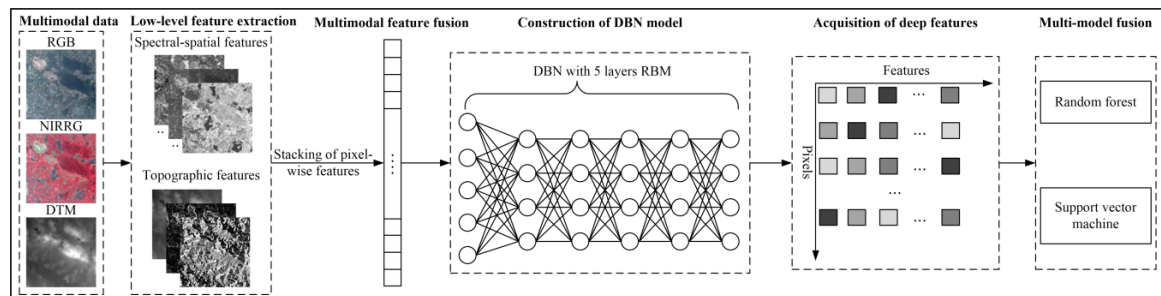 Multimodal data
Low-level feature extraction
Multimodal feature fusion
Construction of DBN model
Acquisition of deep features
Multi-model fusion
RGB
NIRRG
DTM
Spectral-spatial features
Topographic features
Stacking of pixel-
wise features
DBN with 5 layers RBM
Features
Pixels
Random forest
Support vector
machine